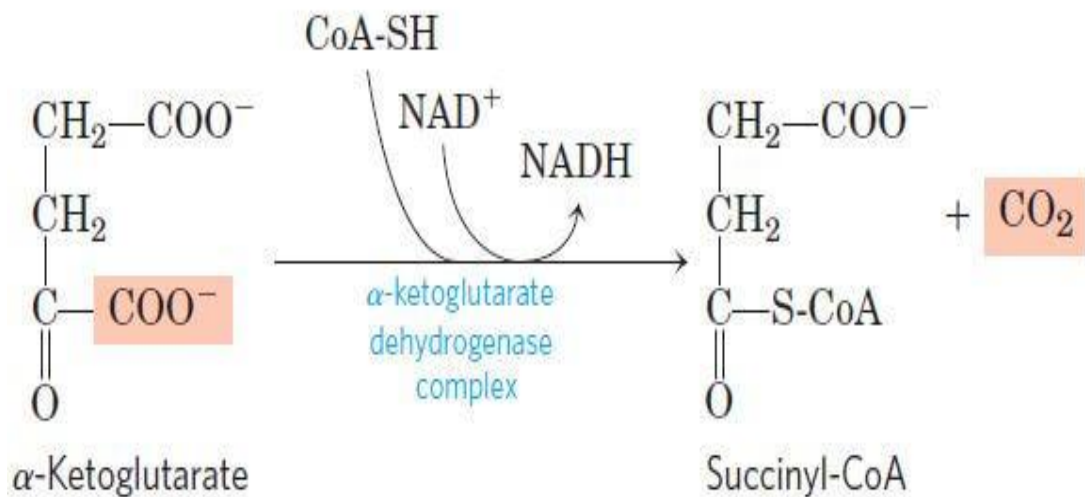 CoA-SH
NAD⁺
NADH
CH₂—COO⁻
CH₂
C—COO⁻
O
α-Ketoglutarate
α-ketoglutarate
dehydrogenase
complex
CH₂—COO⁻
CH₂
C—S-CoA
O
Succinyl-CoA
+ CO₂